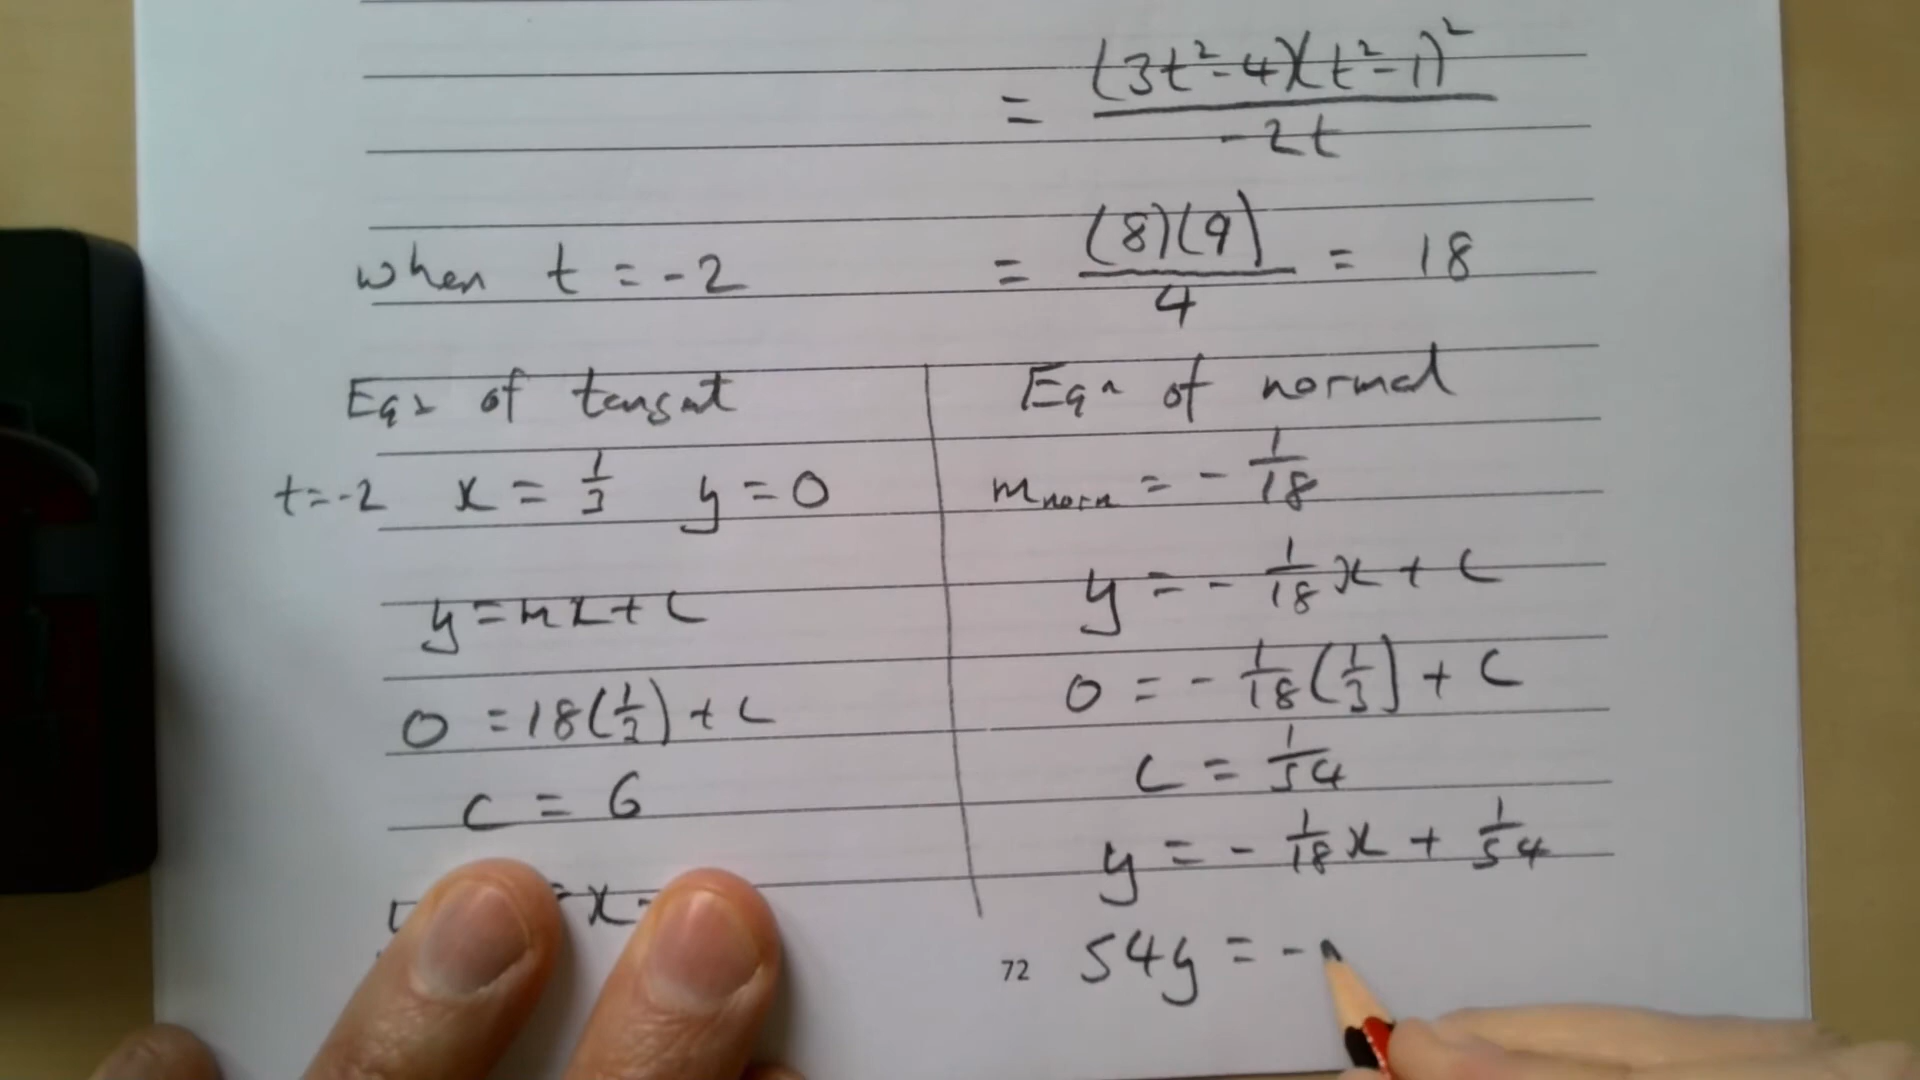 = (3t²-4)(t²-1)² / -2t
when t = -2 = (8)(9) / 4 = 18
Eqn of tangent
t=-2 x = 1/3 y = 0
y = mx + c
0 = 18(1/3) + c
c = 6
= x -
Eqn of normal
m norm = - 1/18
y = - 1/18 x + c
0 = - 1/18 (1/3) + c
c = 1/54
y = - 1/18 x + 1/54
54y = -
72